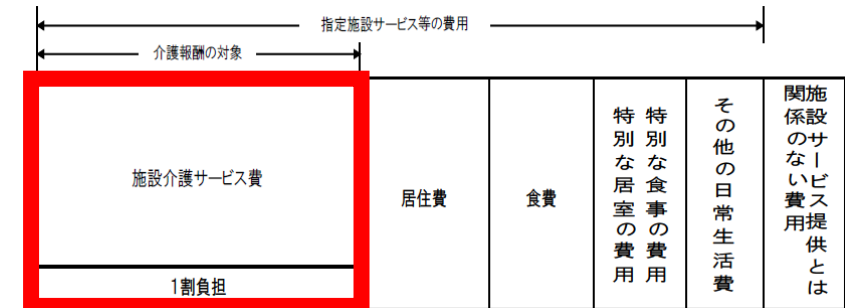 指定施設サービス等の費用
介護報酬の対象
施設介護サービス費
1割負担
居住費
食費
特別な食事の費用
特別な居室の費用
その他の日常生活費
施設サービス提供とは
関係のない費用